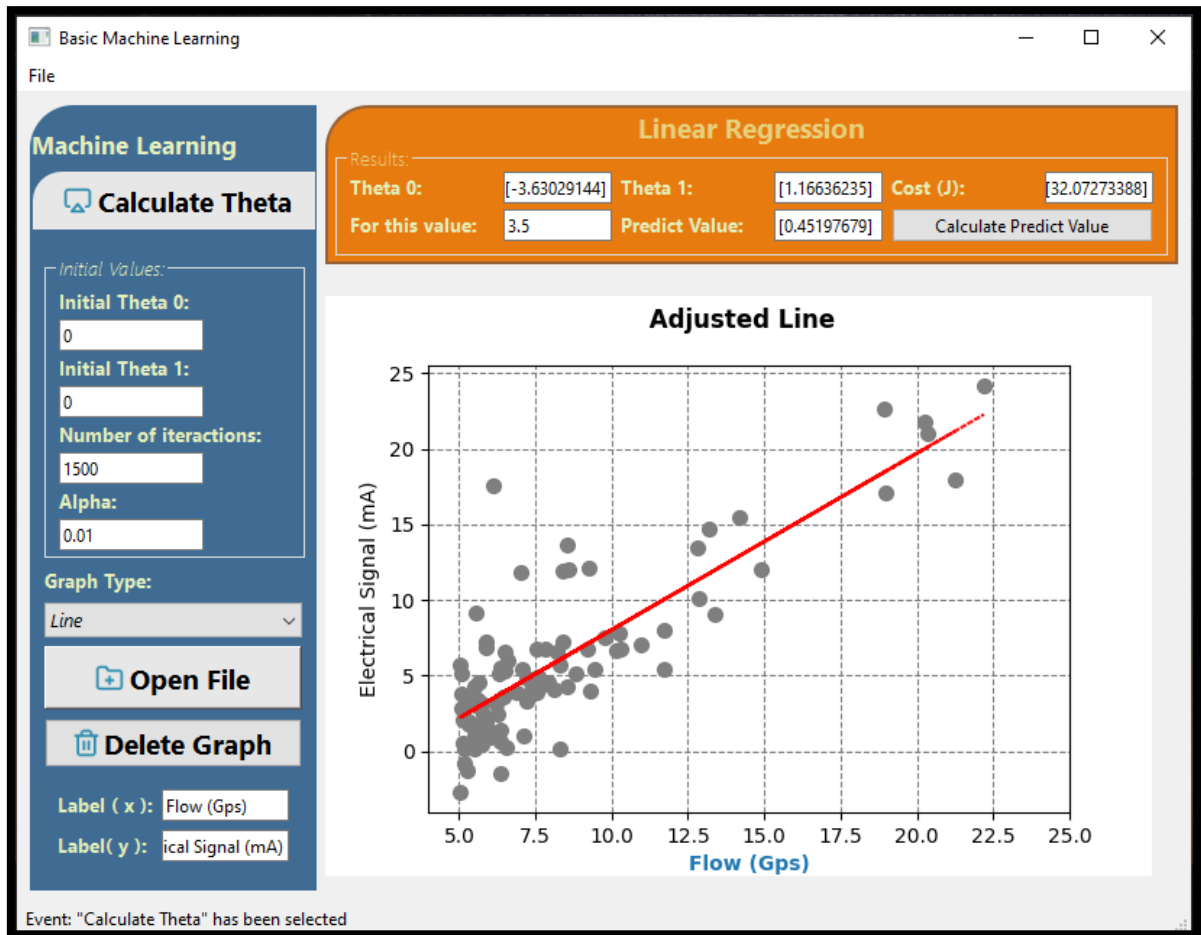 Basic Machine Learning
File
Machine Learning
Calculate Theta
Initial Values:
Initial Theta 0:
0
Initial Theta 1:
0
Number of iteractions:
1500
Alpha:
0.01
Graph Type:
Line
Open File
Delete Graph
Label ( x ): Flow (Gps)
Label( y ): ical Signal (mA)
Linear Regression
Results:
Theta 0: [-3.63029144] Theta 1: [1.16636235] Cost (J): [32.07273388]
For this value: 3.5 Predict Value: [0.45197679] Calculate Predict Value
Adjusted Line
Electrical Signal (mA)
25
20
15
10
5
0
5.0 7.5 10.0 12.5 15.0 17.5 20.0 22.5 25.0
Flow (Gps)
Event: "Calculate Theta" has been selected